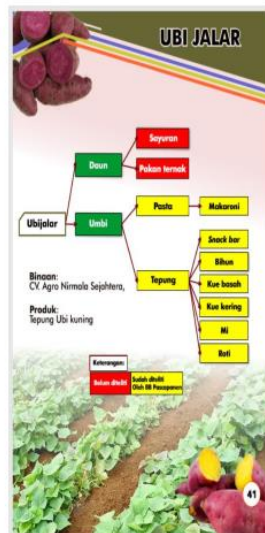 UBI JALAR
Sayuran
Daun
Pakan ternak
Pasta
Makaroni
Ubijalar
Umbi
Snack bar
Bihun
Tepung
Kue basah
Kue kering
Mi
Roti
Binaan:
CV. Agro Nirmala Sejahtera,
Produk:
Tepung Ubi kuning
Keterangan:
Belum diteliti
Sudah diteliti
Oleh BB Pascapanen
41